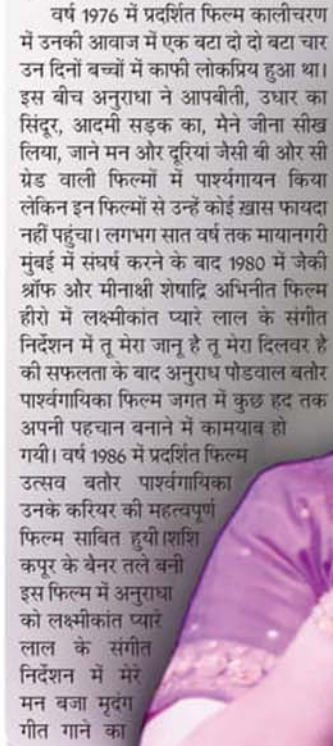 वर्ष 1976 में प्रदर्शित फिल्म कालीचरण
में उनकी आवाज में एक बटा दो दो बटा चार
उन दिनों बच्चों में काफी लोकप्रिय हुआ था।
इस बीच अनुराधा ने आपबीती, उधार का
सिंदूर, आदमी सड़क का, मैने जीना सीख
लिया, जाने मन और दूरियां जैसी बी और सी
ग्रेड वाली फिल्मों में पार्श्यगायन किया
लेकिन इन फिल्मों से उन्हें कोई ख़ास फायदा
नहीं पहुंचा। लगभग सात वर्ष तक मायानगरी
मुंबई में संघर्ष करने के बाद 1980 में जैकी
श्रॉफ और मीनाक्षी शेषाद्रि अभिनीत फिल्म
हीरो में लक्ष्मीकांत प्यारे लाल के संगीत
निर्देशन में तू मेरा जानू है तू मेरा दिलवर है
की सफलता के बाद अनुराध पौडवाल बतौर
पार्श्वगायिका फिल्म जगत में कुछ हद तक
अपनी पहचान बनाने में कामयाब हो
गयी। वर्ष 1986 में प्रदर्शित फिल्म
उत्सव बतौर पार्श्वगायिका
उनके करियर की महत्वपूर्ण
फिल्म साबित हुयी।शशि
कपूर के बैनर तले बनी
इस फिल्म में अनुराधा
को लक्ष्मीकांत प्यारे
लाल के संगीत
निर्देशन में मेरे
मन बजा मृदंग
गीत गाने का